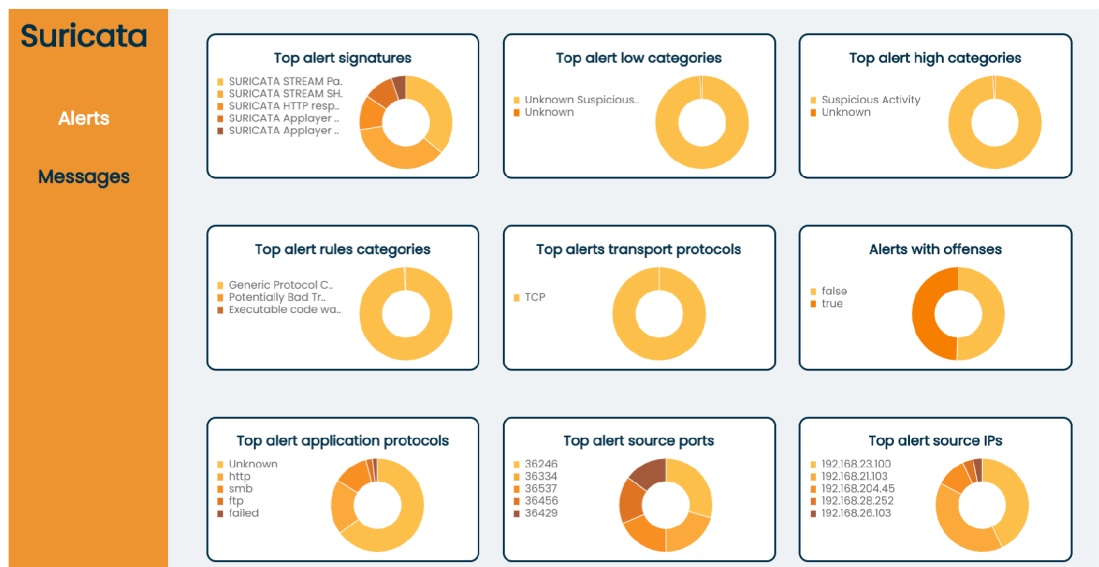 Suricata
Alerts
Messages
Top alert signatures
SURICATA STREAM Pa..
SURICATA STREAM SH..
SURICATA HTTP resp..
SURICATA Applayer ..
SURICATA Applayer ..
Top alert low categories
Unknown Suspicious..
Unknown
Top alert high categories
Suspicious Activity
Unknown
Top alert rules categories
Generic Protocol C..
Potentially Bad Tr..
Executable code wa..
Top alerts transport protocols
TCP
Alerts with offenses
false
true
Top alert application protocols
Unknown
http
smb
ftp
failed
Top alert source ports
36246
36334
36537
36456
36429
Top alert source IPs
192.168.23.100
192.168.21.103
192.168.204.45
192.168.28.252
192.168.26.103